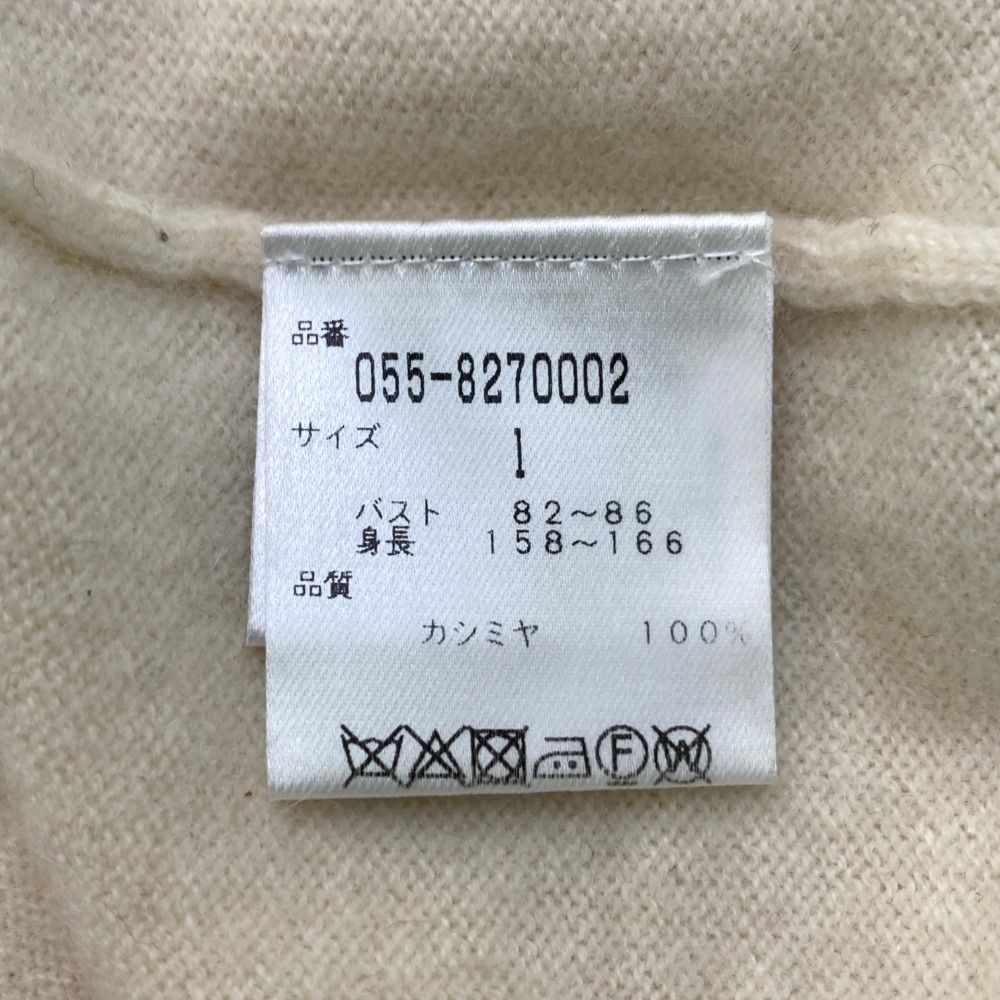 品番
055-8270002
サイズ
1
バスト 82～86
身長 158～166
品質
カシミヤ 100%
F W